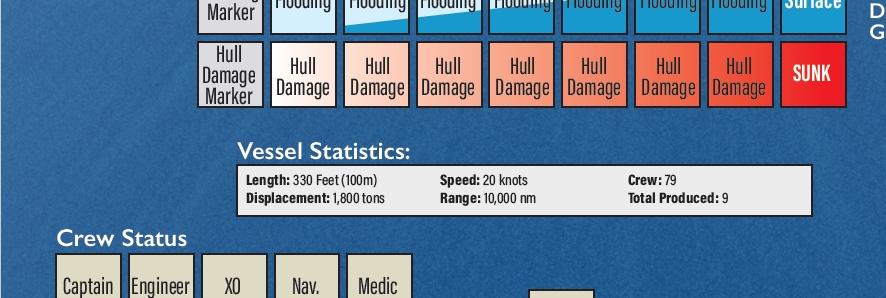 Marker Flooding Flooding Flooding Flooding Flooding Flooding Flooding Surface
D
G
Hull Damage Marker
Hull Damage
Hull Damage
Hull Damage
Hull Damage
Hull Damage
Hull Damage
Hull Damage
SUNK
Vessel Statistics:
Length: 330 Feet (100m) Speed: 20 knots Crew: 79
Displacement: 1,800 tons Range: 10,000 nm Total Produced: 9
Crew Status
Captain Engineer XO Nav. Medic